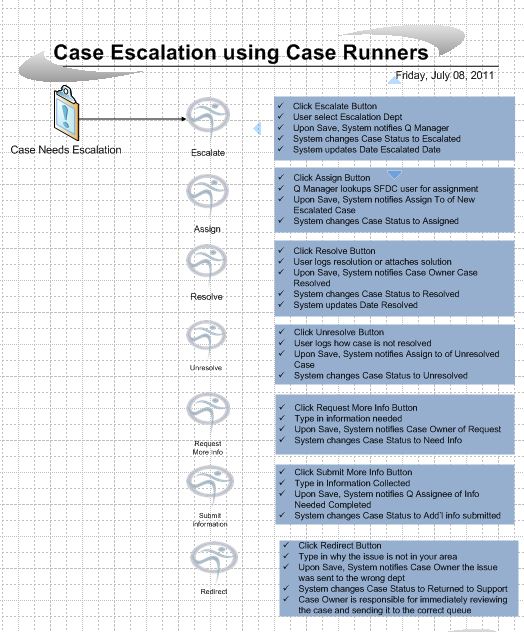 Case Escalation using Case Runners
Friday, July 08, 2011
Case Needs Escalation
Escalate
✓ Click Escalate Button
✓ User select Escalation Dept
✓ Upon Save, System notifies Q Manager
✓ System changes Case Status to Escalated
✓ System updates Date Escalated Date
Assign
✓ Click Assign Button
✓ Q Manager lookups SFDC user for assignment
✓ Upon Save, System notifies Assign To of New
Escalated Case
✓ System changes Case Status to Assigned
Resolve
✓ Click Resolve Button
✓ User logs resolution or attaches solution
✓ Upon Save, System notifies Case Owner Case
Resolved
✓ System changes Case Status to Resolved
✓ System updates Date Resolved
Unresolve
✓ Click Unresolve Button
✓ User logs how case is not resolved
✓ Upon Save, System notifies Assign to of Unresolved
Case
✓ System changes Case Status to Unresolved
Request
More Info
✓ Click Request More Info Button
✓ Type in information needed
✓ Upon Save, System notifies Case Owner of Request
✓ System changes Case Status to Need Info
Submit
Information
✓ Click Submit More Info Button
✓ Type in Information Collected
✓ Upon Save, System notifies Q Assignee of Info
Needed Completed
✓ System changes Case Status to Add'l info submitted
Redirect
✓ Click Redirect Button
✓ Type in why the issue is not in your area
✓ Upon Save, System notifies Case Owner the issue
was sent to the wrong dept
✓ System changes Case Status to Returned to Support
✓ Case Owner is responsible for immediately reviewing
the case and sending it to the correct queue